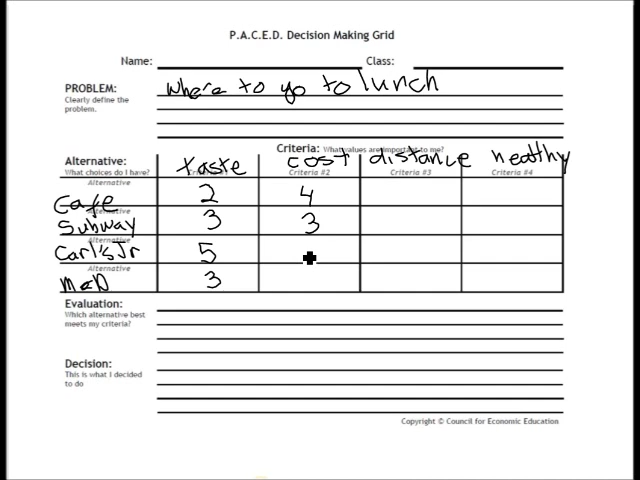 P.A.C.E.D. Decision Making Grid
Name: Class:
PROBLEM: where to go to lunch
Clearly define the
problem.
Criteria: What values are important to me?
Alternative: taste cost distance healthy
What choices do I have? Criteria #2 Criteria #3 Criteria #4
Alternative
Cafe 2 4
Alternative
Subway 3 3
Alternative
Carl's Jr 5
Alternative
McD 3
Evaluation:
Which alternative best
meets my criteria?
Decision:
This is what I decided
to do
Copyright © Council for Economic Education